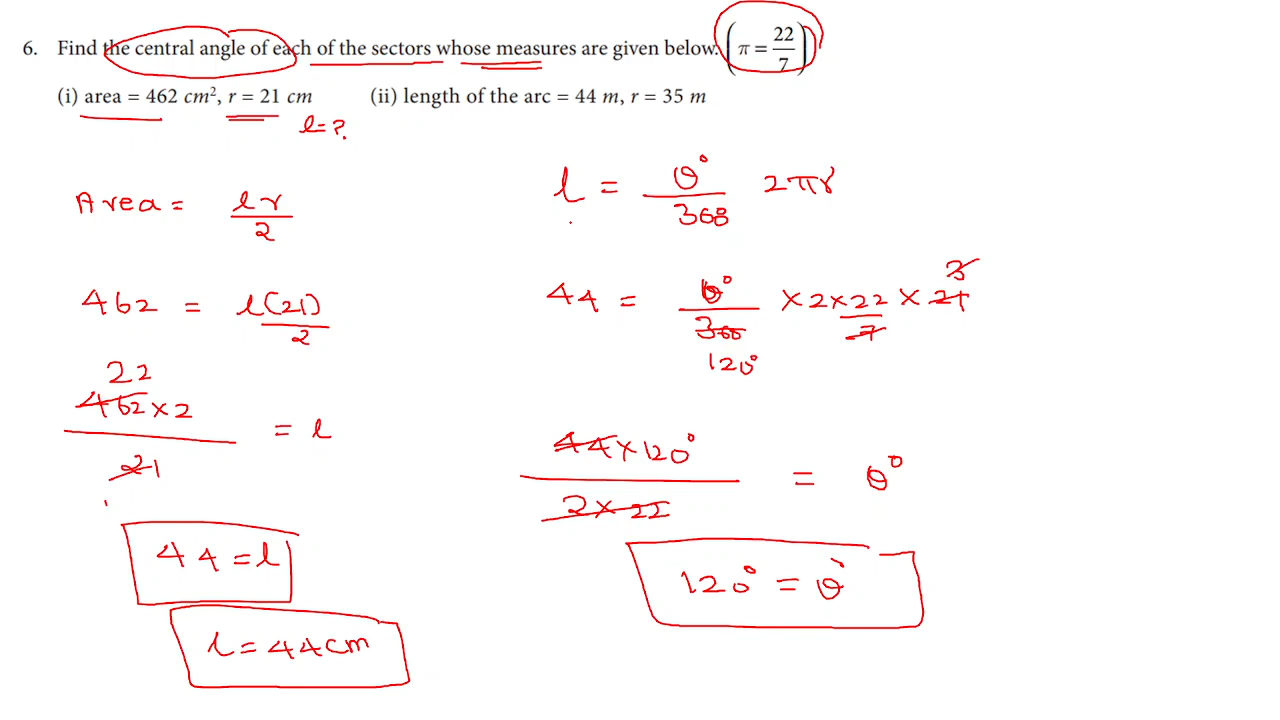 6. Find the central angle of each of the sectors whose measures are given below. (π = 22/7)
(i) area = 462 cm², r = 21 cm (ii) length of the arc = 44 m, r = 35 m
l = ?
Area = lr/2
462 = l(21)/2
22
462 × 2 / 21 = l
44 = l
l = 44 cm
l = θ°/360 2πr
3
44 = θ°/360 × 2 × 22/7 × 21
120°
44 × 120° / 2 × 22 = θ°
120° = θ°